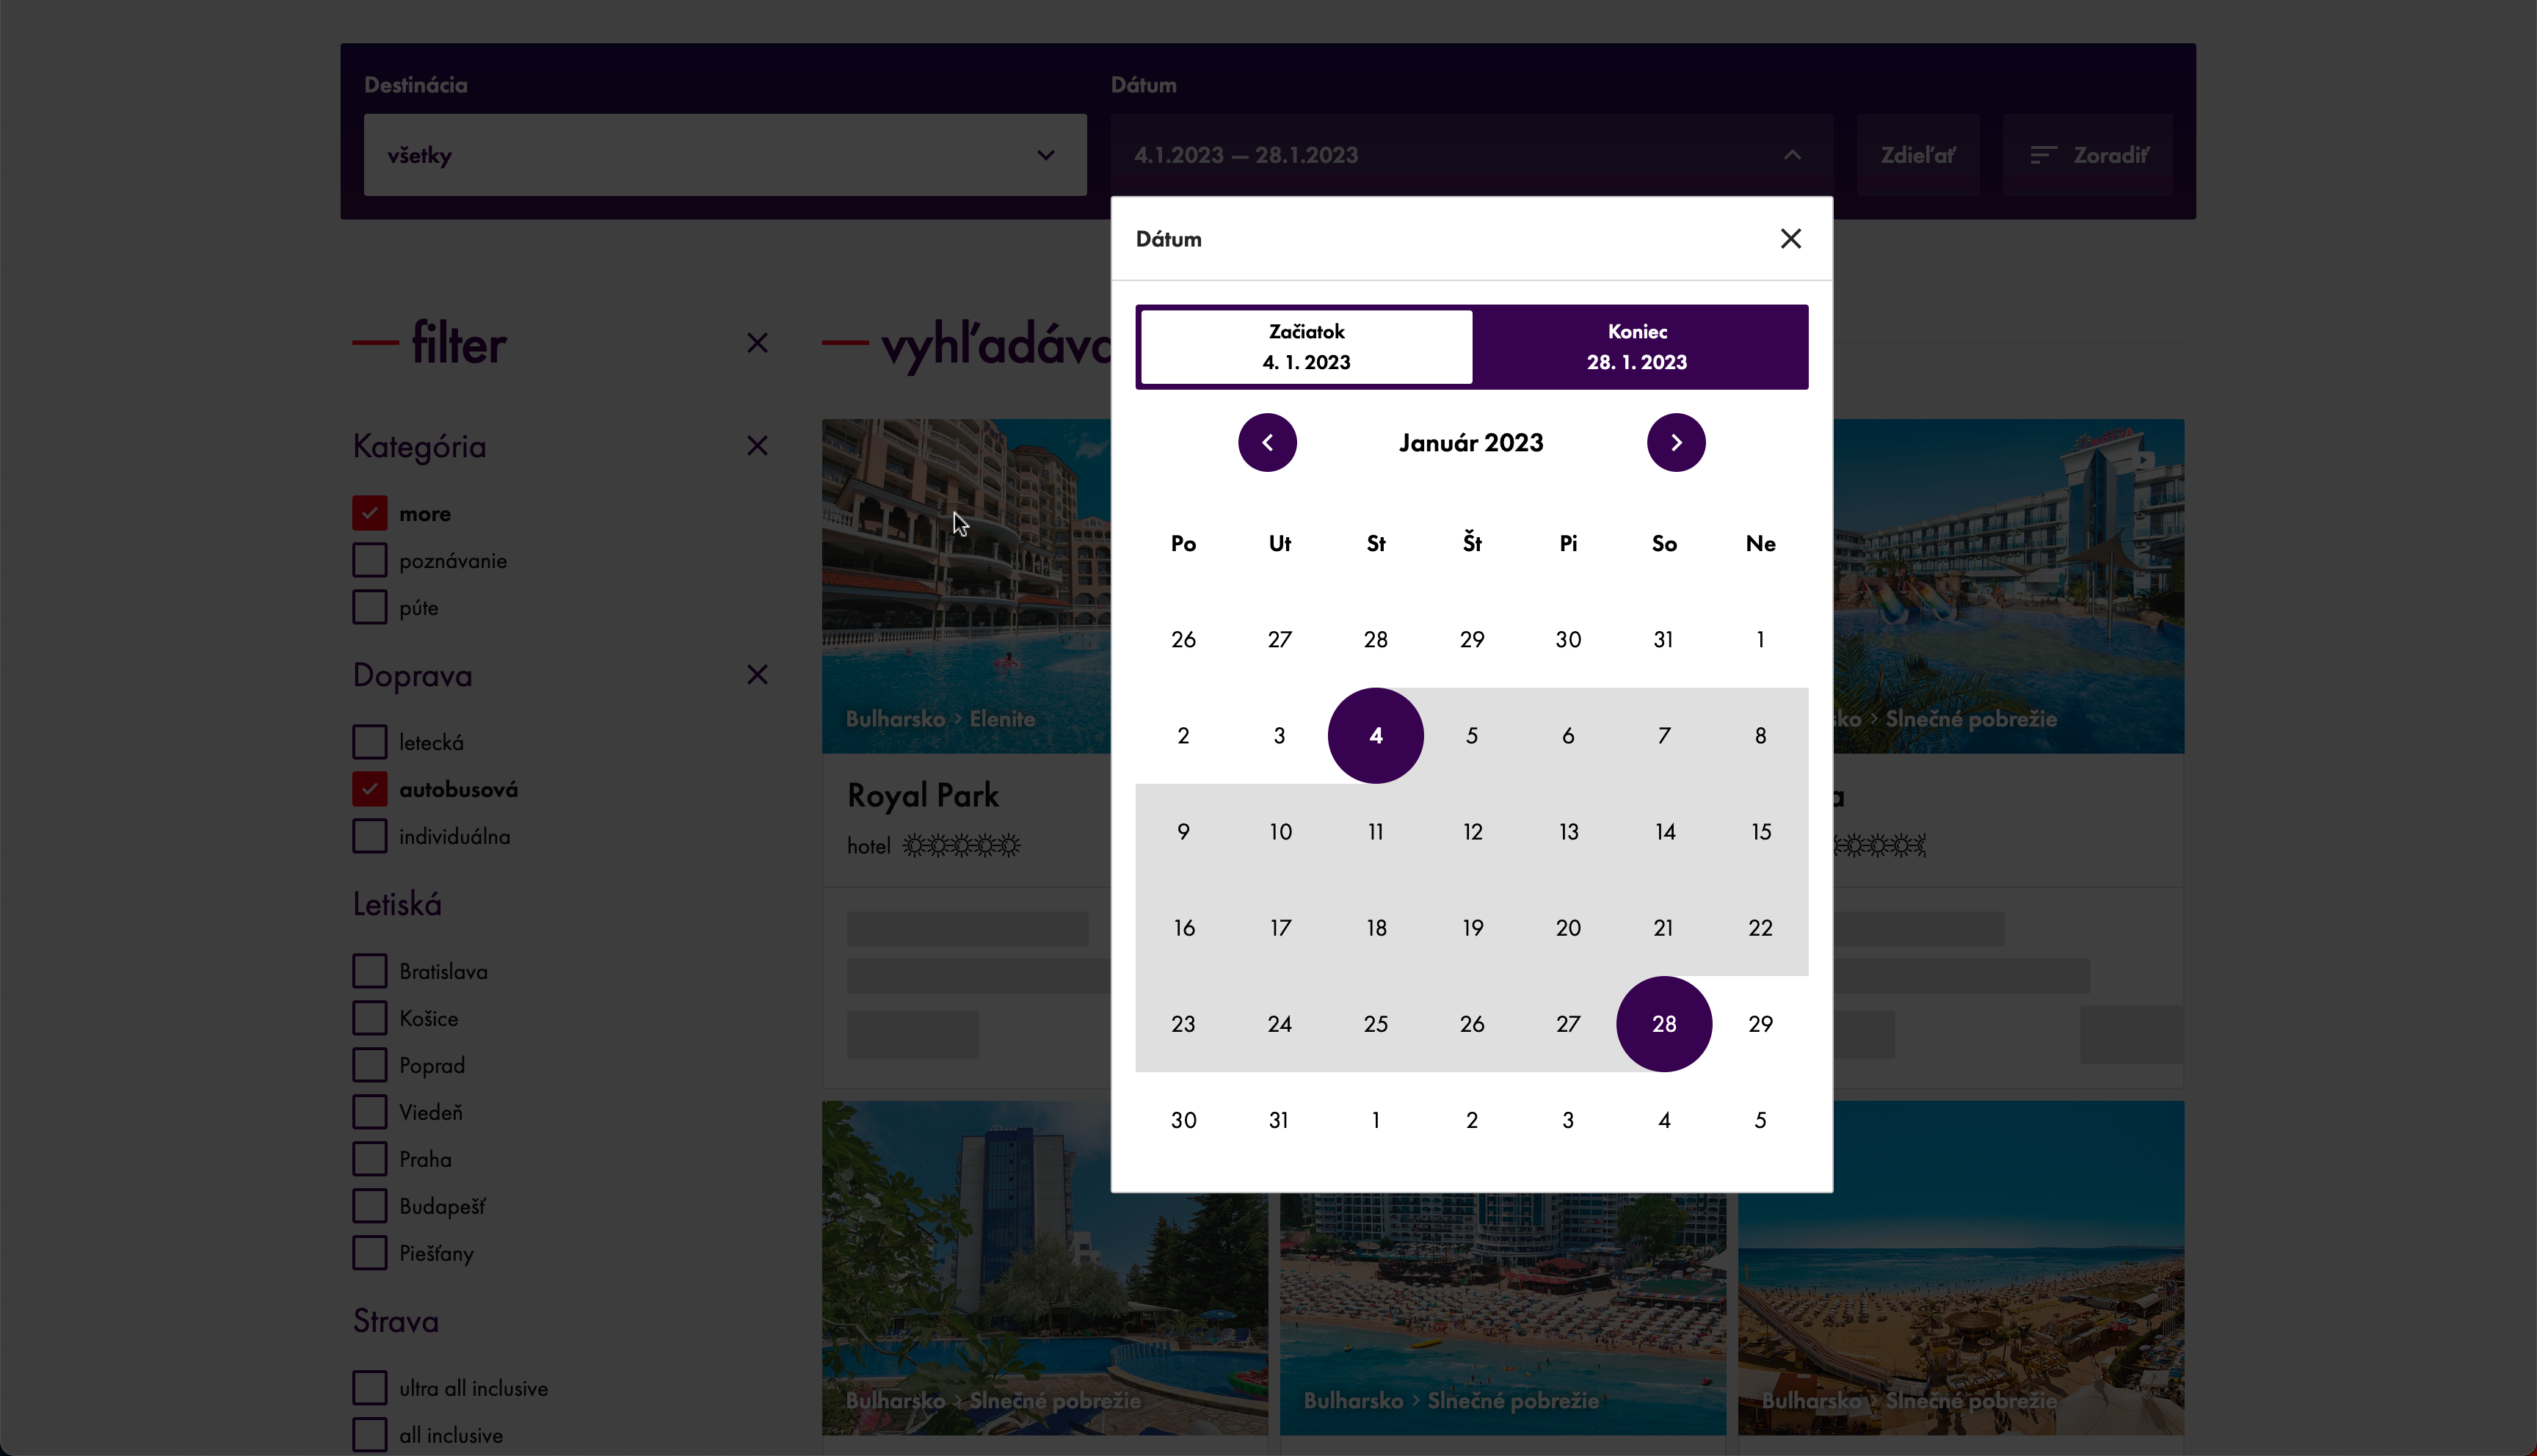 Destinácia
Dátum
všetky
4.1.2023 — 28.1.2023
Zdieľať
Zoradiť
Dátum
Začiatok
4. 1. 2023
Koniec
28. 1. 2023
Január 2023
Po Ut St Št Pi So Ne
26 27 28 29 30 31 1
2 3 4 5 6 7 8
9 10 11 12 13 14 15
16 17 18 19 20 21 22
23 24 25 26 27 28 29
30 31 1 2 3 4 5
filter
Kategória
more
poznávanie
púte
Doprava
letecká
autobusová
individuálna
Letiská
Bratislava
Košice
Poprad
Viedeň
Praha
Budapešť
Piešťany
Strava
ultra all inclusive
all inclusive
Bulharsko > Elenite
Royal Park
hotel
> Slnečné pobrežie
Bulharsko > Slnečné pobrežie
Bulharsko > Slnečné pobrežie
Bulharsko > Slnečné pobrežie